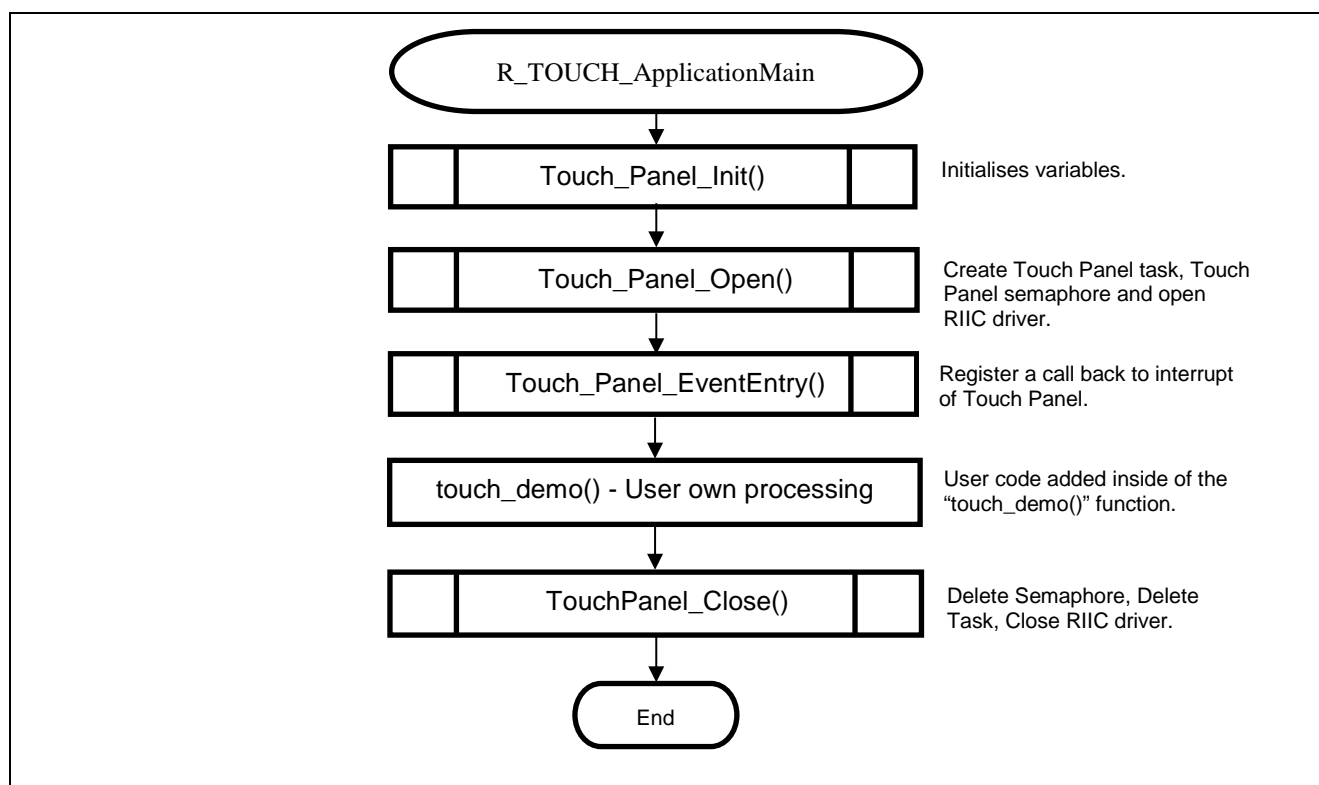 R_TOUCH_ApplicationMain
Touch_Panel_Init()
Initialises variables.
Touch_Panel_Open()
Create Touch Panel task, Touch
Panel semaphore and open
RIIC driver.
Touch_Panel_EventEntry()
Register a call back to interrupt
of Touch Panel.
touch_demo() - User own processing
User code added inside of the
“touch_demo()” function.
TouchPanel_Close()
Delete Semaphore, Delete
Task, Close RIIC driver.
End